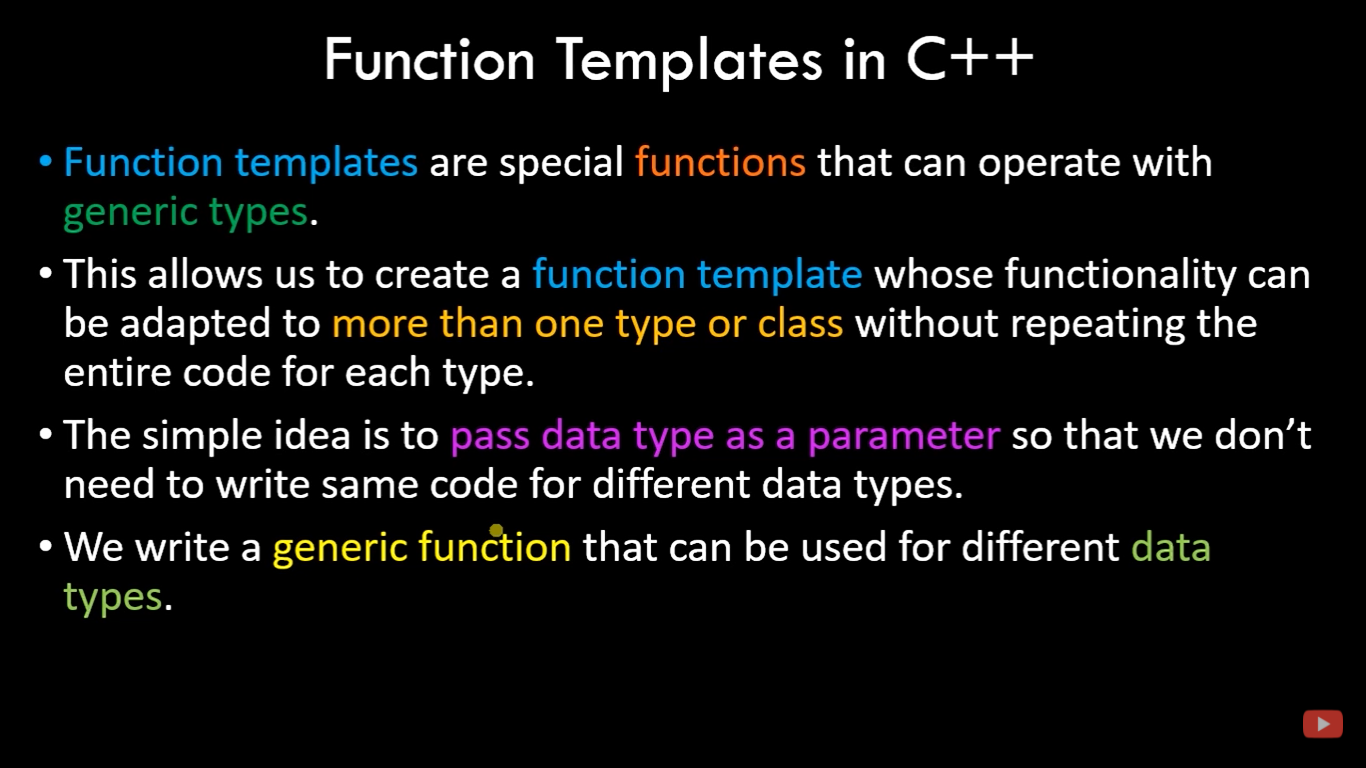 Function Templates in C++
• Function templates are special functions that can operate with
generic types.
• This allows us to create a function template whose functionality can
be adapted to more than one type or class without repeating the
entire code for each type.
• The simple idea is to pass data type as a parameter so that we don’t
need to write same code for different data types.
• We write a generic function that can be used for different data
types.